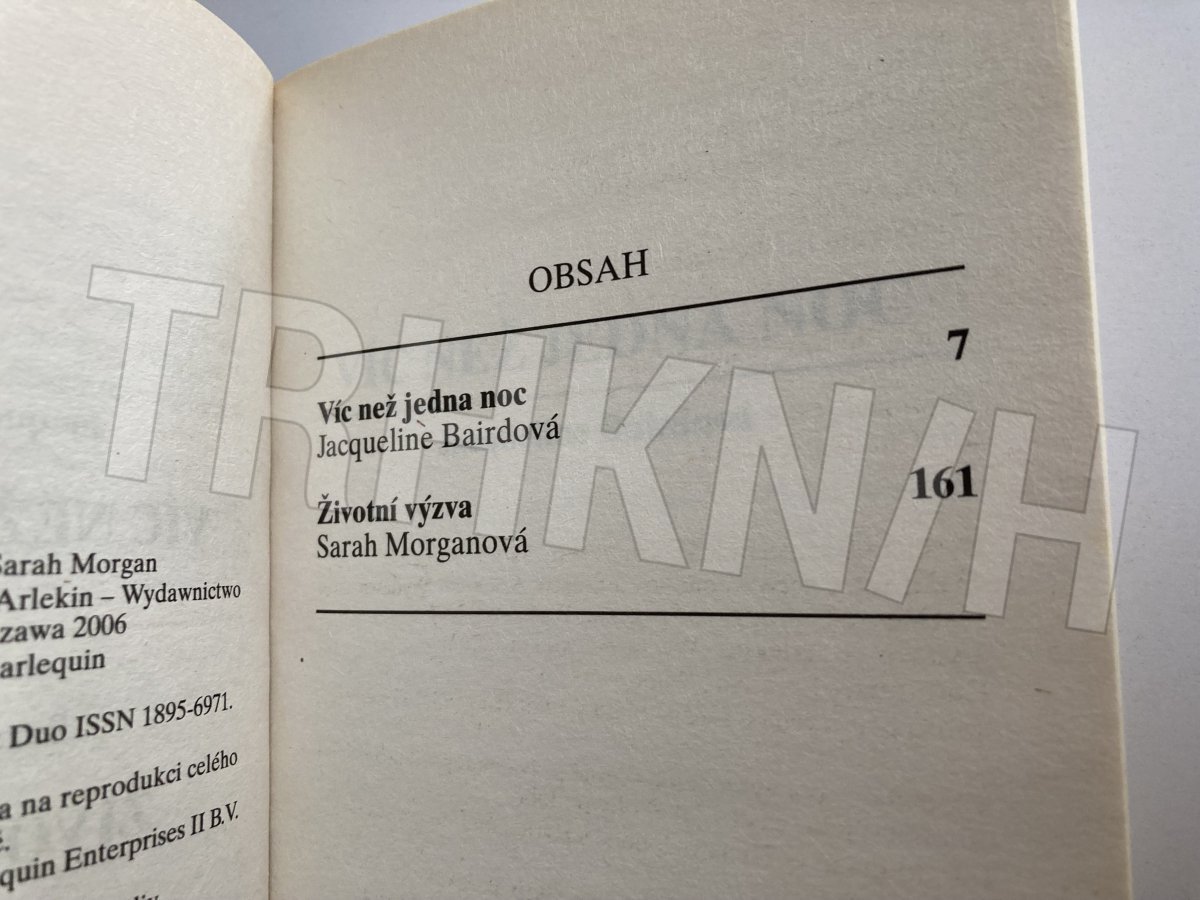 Sarah Morgan
Arlekin – Wydawnictwo
zawa 2006
arlequin
Duo ISSN 1895-6971.
a na reprodukci celého
quin Enterprises II B.V.
OBSAH
Víc než jedna noc 7
Jacqueline Bairdová
Životní výzva 161
Sarah Morganová
TRHKNIH